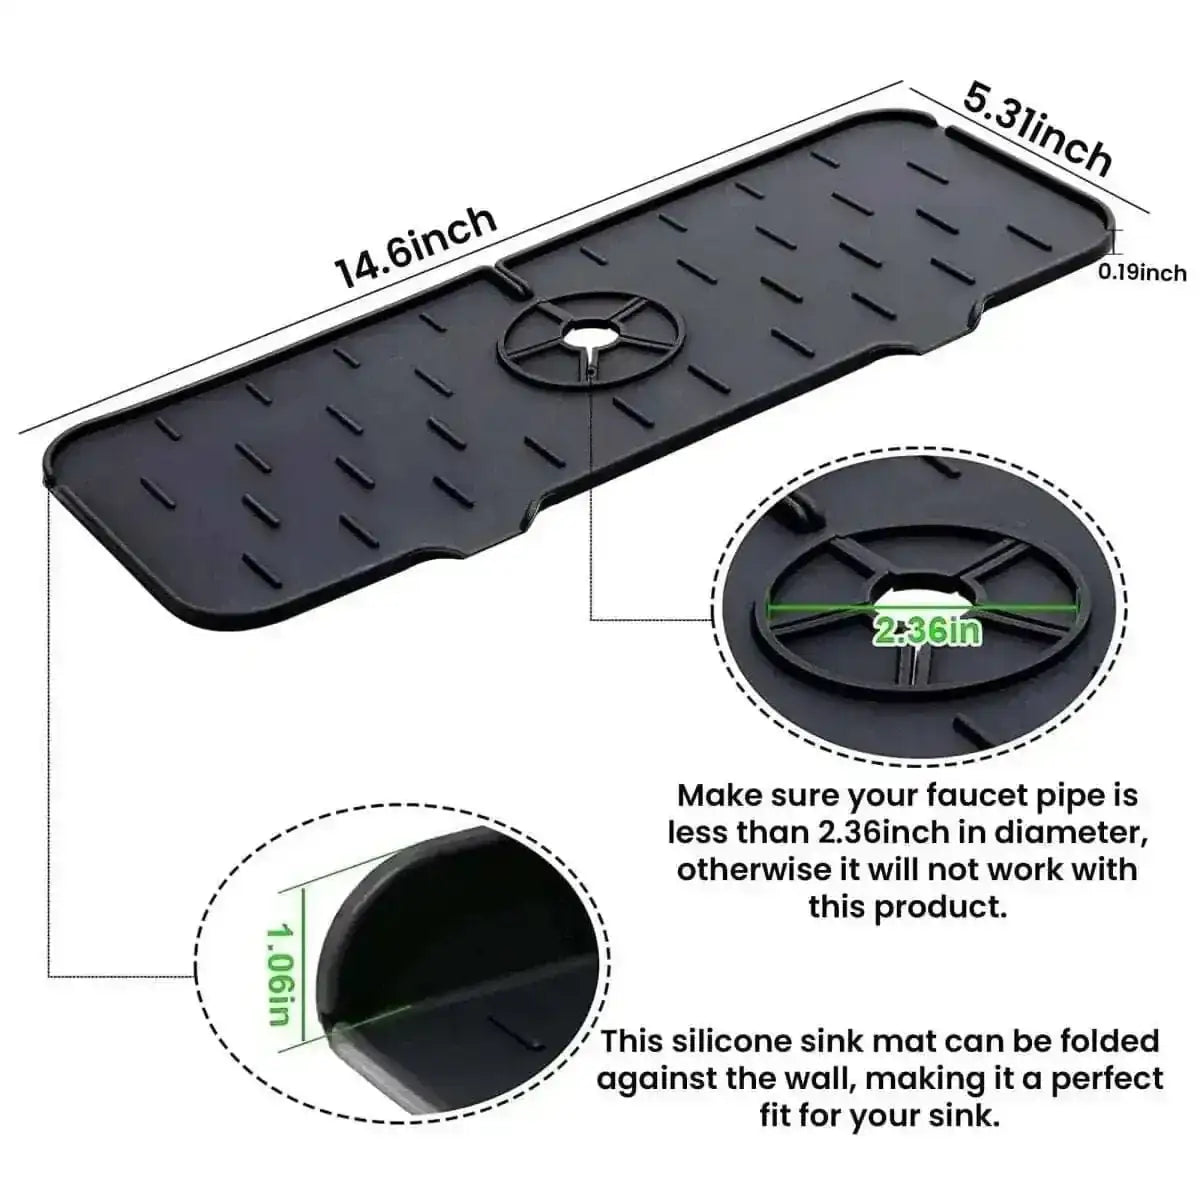 14.6inch
5.31inch
0.19inch
2.36in
Make sure your faucet pipe is
less than 2.36inch in diameter,
otherwise it will not work with
this product.
1.06in
This silicone sink mat can be folded
against the wall, making it a perfect
fit for your sink.